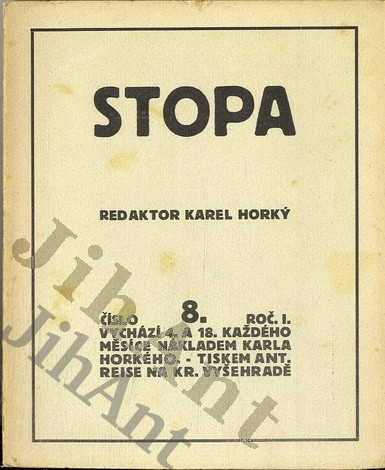 STOPA
REDAKTOR KAREL HORKÝ
ČÍSLO 8. ROČ. I.
VYCHÁZÍ 4. A 18. KAŽDÉHO
MĚSÍCE NÁKLADEM KARLA
HORKÉHO. - TISKEM ANT.
REISE NA KR. VYŠEHRADĚ
JihAnt
JihAnt